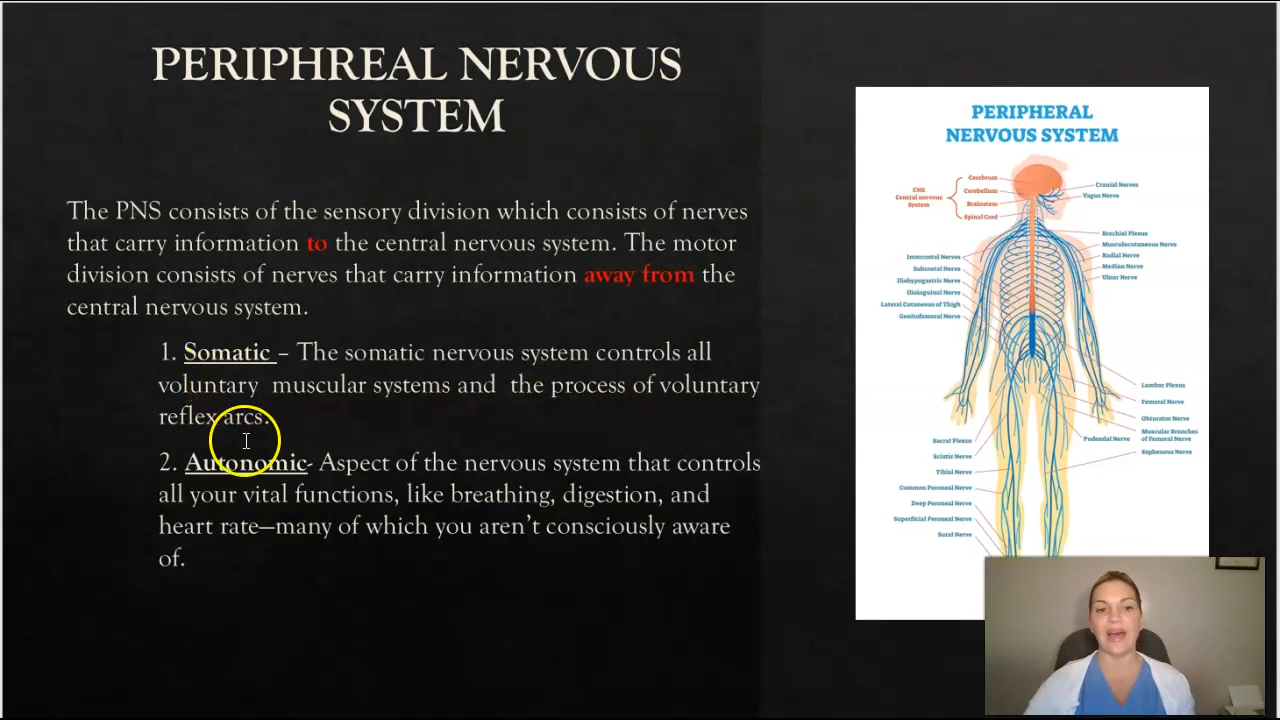 PERIPHREAL NERVOUS
SYSTEM
The PNS consists of the sensory division which consists of nerves
that carry information to the central nervous system. The motor
division consists of nerves that carry information away from the
central nervous system.
1. Somatic – The somatic nervous system controls all
voluntary muscular systems and the process of voluntary
reflex arcs.
2. Autonomic- Aspect of the nervous system that controls
all your vital functions, like breathing, digestion, and
heart rate—many of which you aren't consciously aware
of.
PERIPHERAL
NERVOUS SYSTEM
CNS
Central nervous
System
Cerebrum
Cerebellum
Brainstem
Spinal Cord
Cranial Nerves
Vagus Nerve
Intercostal Nerves
Subcostal Nerve
Iliohypogastric Nerve
Ilioinguinal Nerve
Lateral Cutaneous of Thigh
Genitofemoral Nerve
Brachial Plexus
Musculocutaneous Nerve
Radial Nerve
Median Nerve
Ulnar Nerve
Lumbar Plexus
Femoral Nerve
Obturator Nerve
Muscular Branches
of Femoral Nerve
Saphenous Nerve
Pudendal Nerve
Sacral Plexus
Sciatic Nerve
Tibial Nerve
Common Peroneal Nerve
Deep Peroneal Nerve
Superficial Peroneal Nerve
Sural Nerve